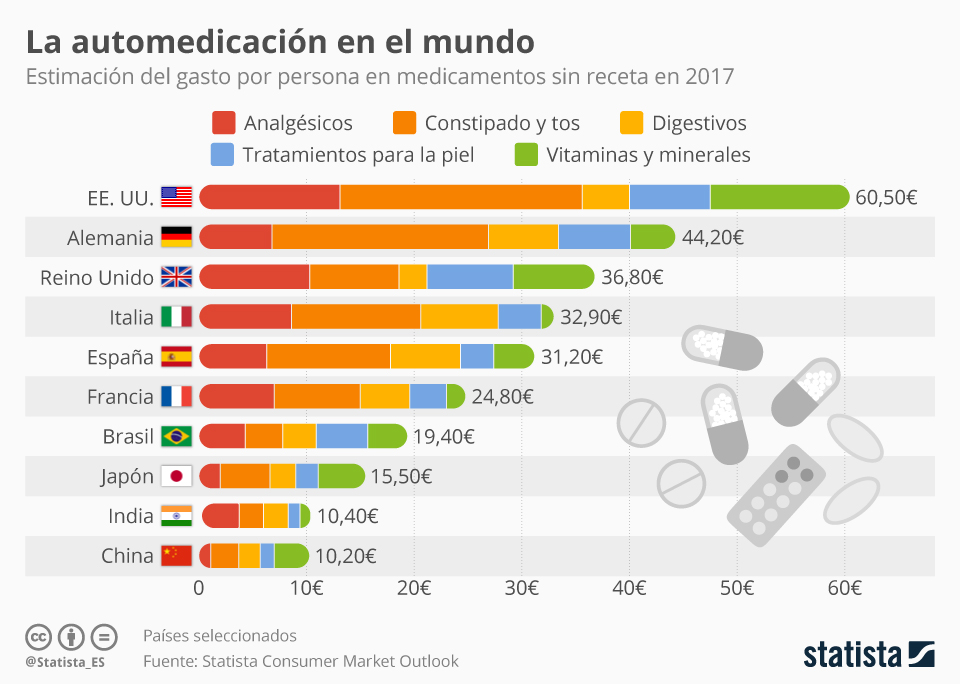 La automedicación en el mundo
Estimación del gasto por persona en medicamentos sin receta en 2017
Analgésicos Constipado y tos Digestivos
Tratamientos para la piel Vitaminas y minerales
EE. UU. 60,50€
Alemania 44,20€
Reino Unido 36,80€
Italia 32,90€
España 31,20€
Francia 24,80€
Brasil 19,40€
Japón 15,50€
India 10,40€
China 10,20€
0 10€ 20€ 30€ 40€ 50€ 60€
cc Países seleccionados
@Statista_ES Fuente: Statista Consumer Market Outlook
statista